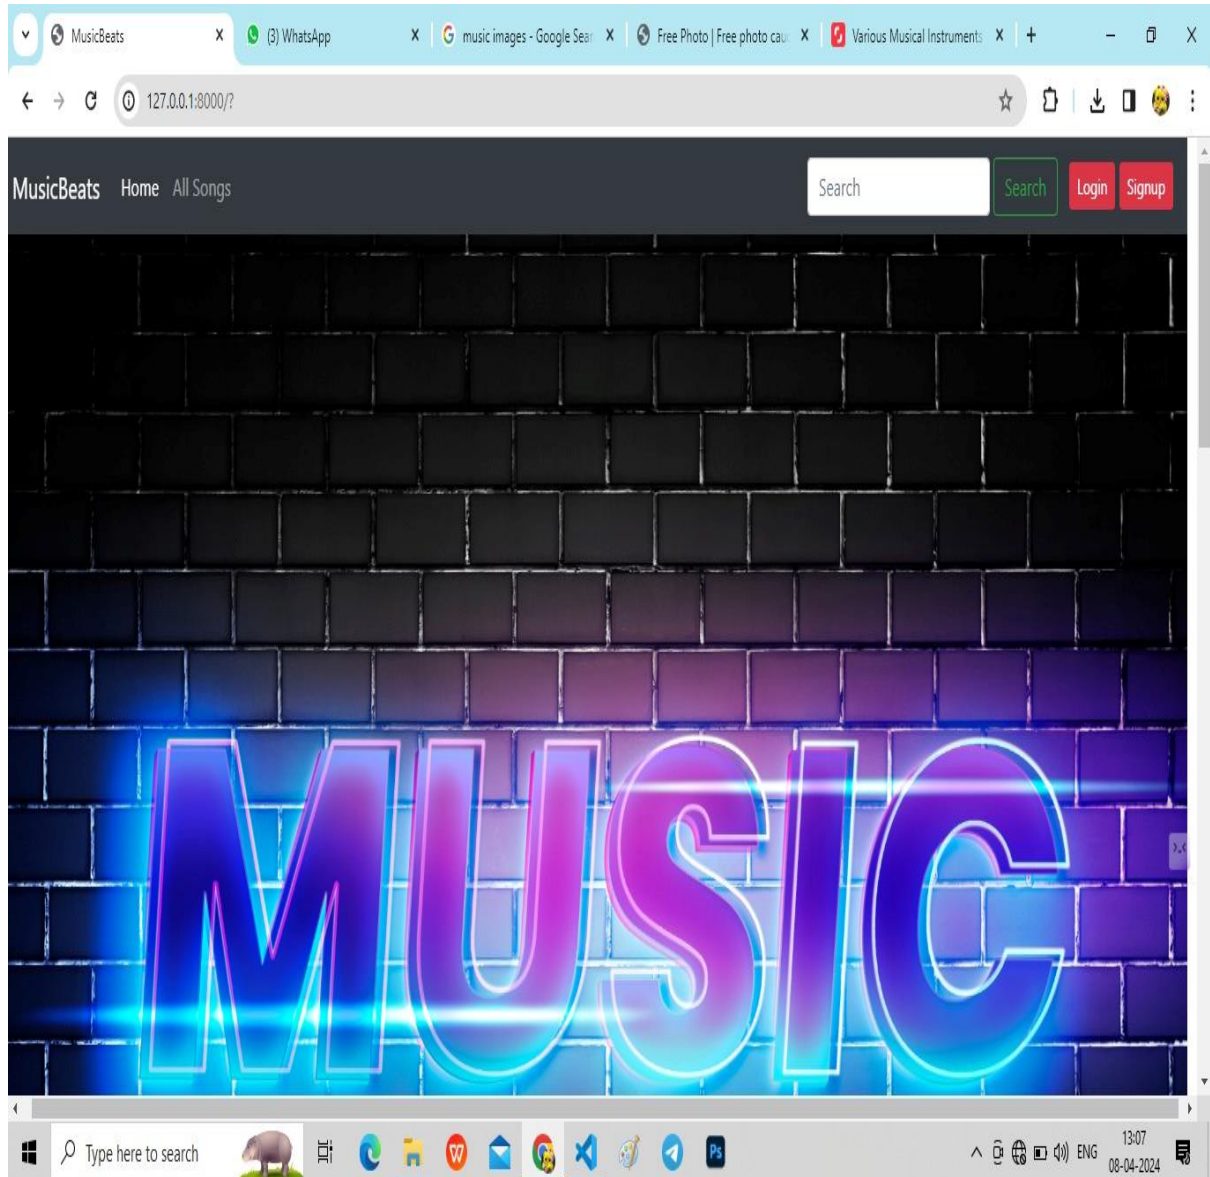 MusicBeats
(3) WhatsApp
music images - Google Sear
Free Photo | Free photo cau
Various Musical Instruments
127.0.0.1:8000/?
MusicBeats Home All Songs Search Search Login Signup
MUSIC
Type here to search
Ps
ENG
13:07
08-04-2024